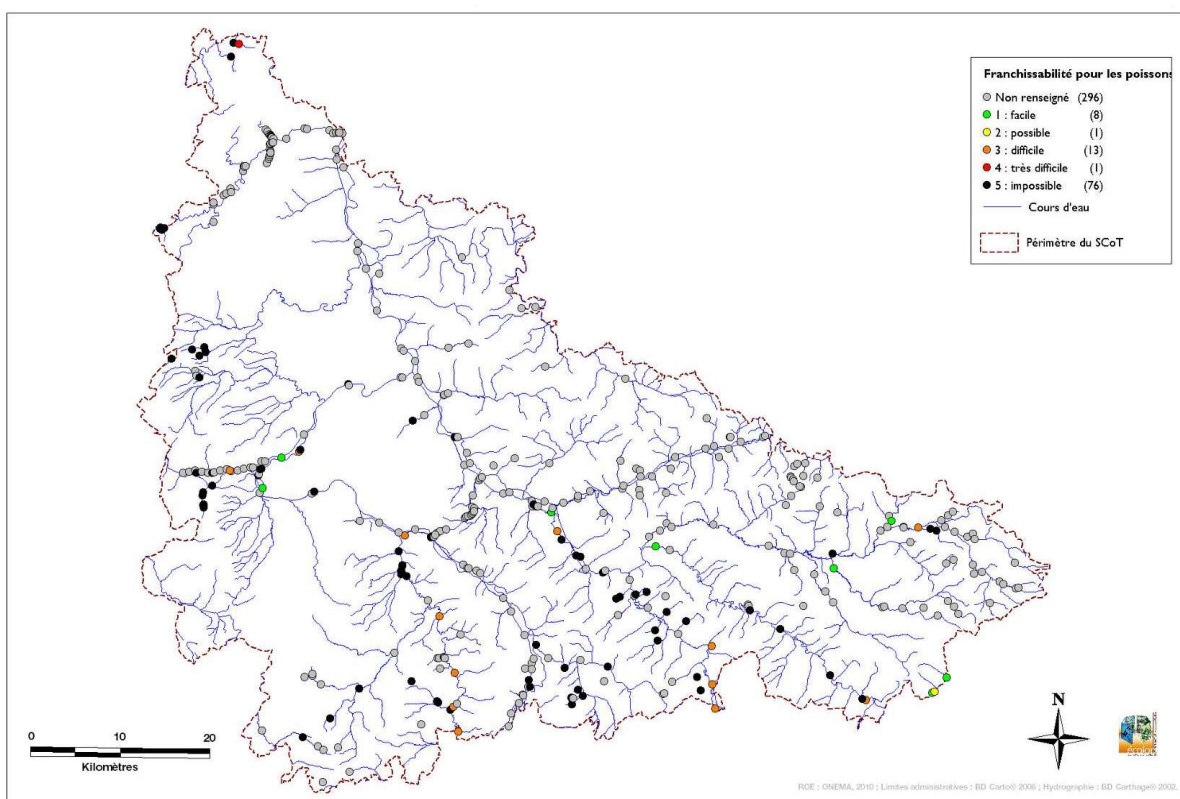 Franchissabilité pour les poissons
Non renseigné (296)
1 : facile (8)
2 : possible (1)
3 : difficile (13)
4 : très difficile (1)
5 : impossible (76)
Cours d'eau
Périmètre du SCoT
N
0 10 20
Kilomètres
ROE : ONEMA, 2010 ; Limites administratives : BD Carto® 2006 ; Hydrographie : BD Carthage® 2002,